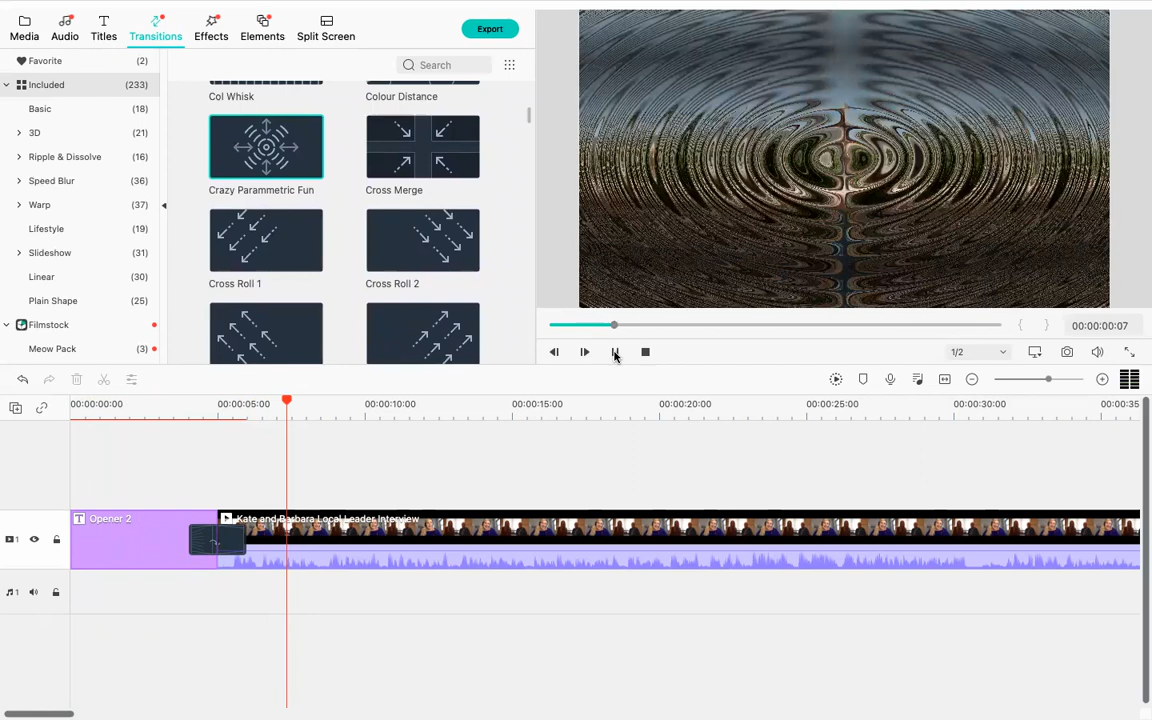 Media Audio Titles Transitions Effects Elements Split Screen Export
Search
Favorite (2)
Included (233)
Basic (18)
3D (21)
Ripple & Dissolve (16)
Speed Blur (36)
Warp (37)
Lifestyle (19)
Slideshow (31)
Linear (30)
Plain Shape (25)
Filmstock
Meow Pack (3)
Col Whisk Colour Distance
Crazy Parammetric Fun Cross Merge
Cross Roll 1 Cross Roll 2
00:00:00:07
1/2
00:00:00:00 00:00:05:00 00:00:10:00 00:00:15:00 00:00:20:00 00:00:25:00 00:00:30:00 00:00:35
T Opener 2 Kate and Barbara Local Leader Interview
1
1